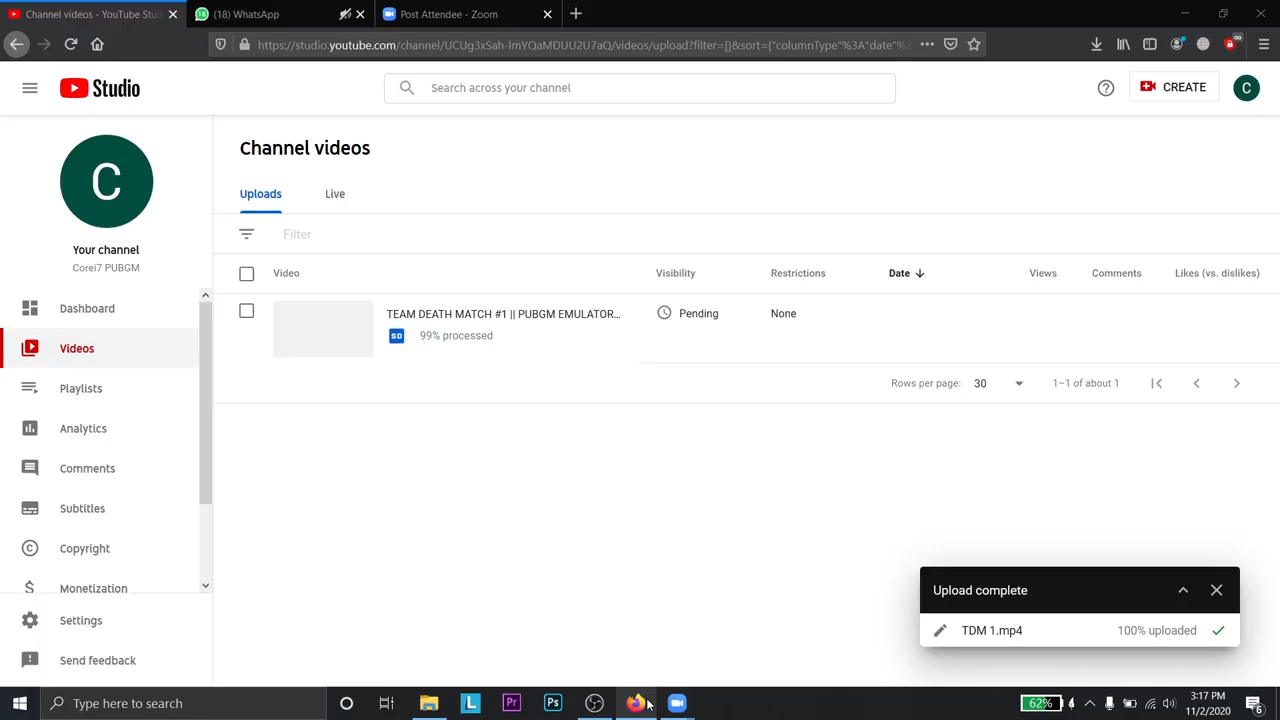 Channel videos - YouTube Stu
(18) WhatsApp
Post Attendee - Zoom
https://studio.youtube.com/channel/UCUg3xSah-lmYQaMDUU2U7aQ/videos/upload?filter=[]&sort={"columnType"%3A"date"%2
Studio
Search across your channel
CREATE
C
C
Your channel
Corei7 PUBGM
Dashboard
Videos
Playlists
Analytics
Comments
Subtitles
Copyright
Monetization
Settings
Send feedback
Channel videos
Uploads
Live
Filter
Video
Visibility
Restrictions
Date
Views
Comments
Likes (vs. dislikes)
TEAM DEATH MATCH #1 || PUBGM EMULATOR...
SD
99% processed
Pending
None
Rows per page:
30
1–1 of about 1
Upload complete
TDM 1.mp4
100% uploaded
Type here to search
L
Pr
Ps
62%
3:17 PM
11/2/2020
6